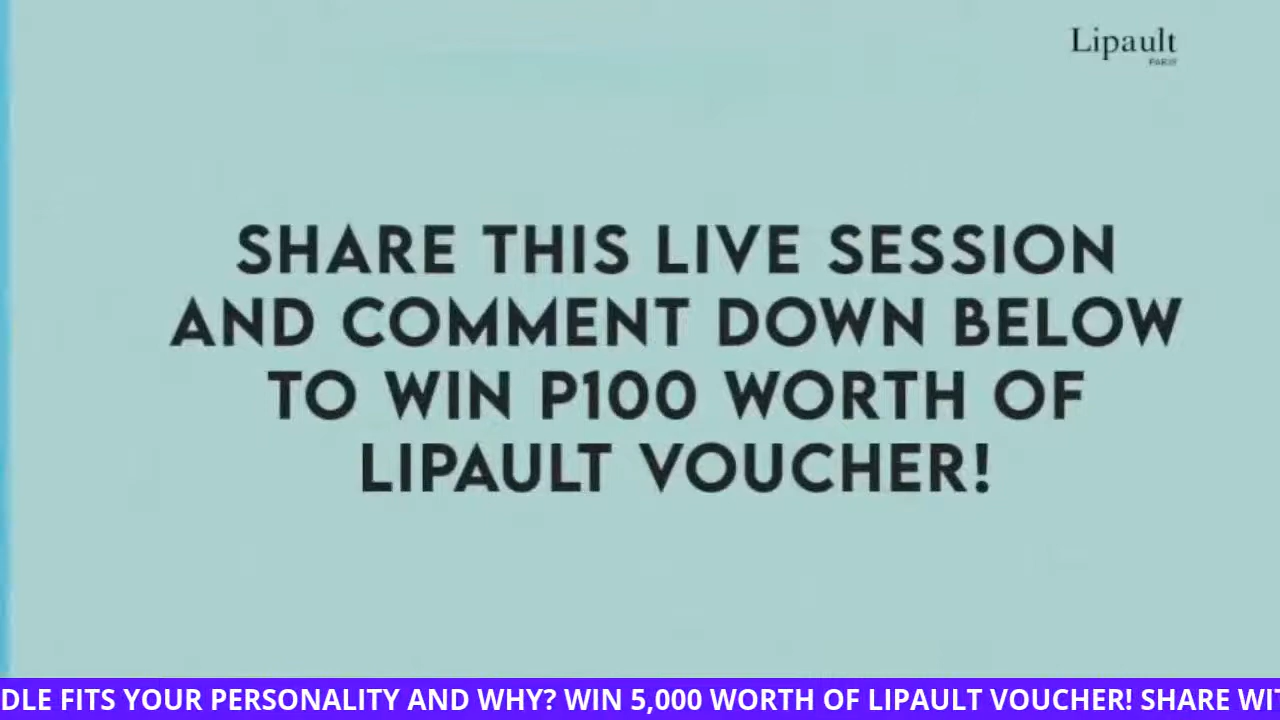 Lipault
PARIS
SHARE THIS LIVE SESSION
AND COMMENT DOWN BELOW
TO WIN P100 WORTH OF
LIPAULT VOUCHER!
DLE FITS YOUR PERSONALITY AND WHY? WIN 5,000 WORTH OF LIPAULT VOUCHER! SHARE WIT